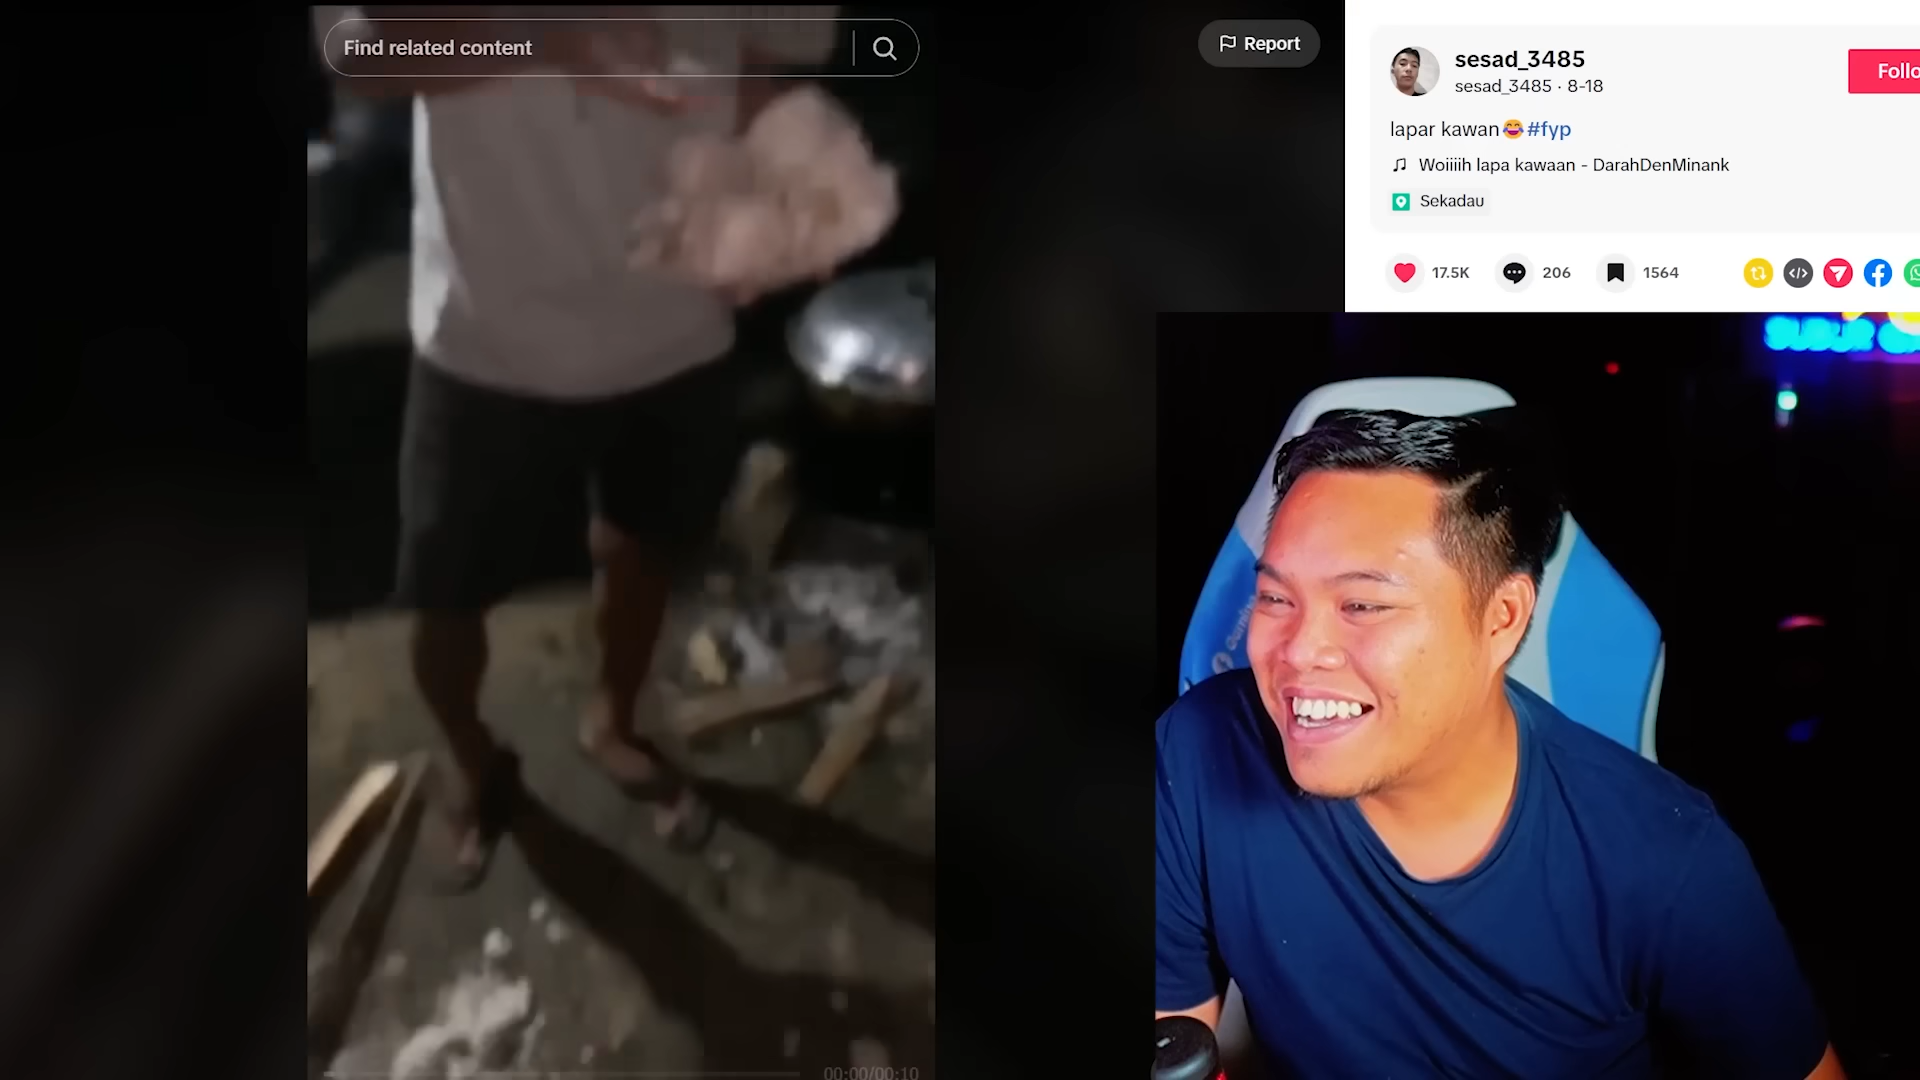 Find related content
Report
sesad_3485
sesad_3485 · 8-18
Follo
lapar kawan😂#fyp
Woiiiih lapa kawaan - DarahDenMinank
Sekadau
17.5K
206
1564
00:00/00:10